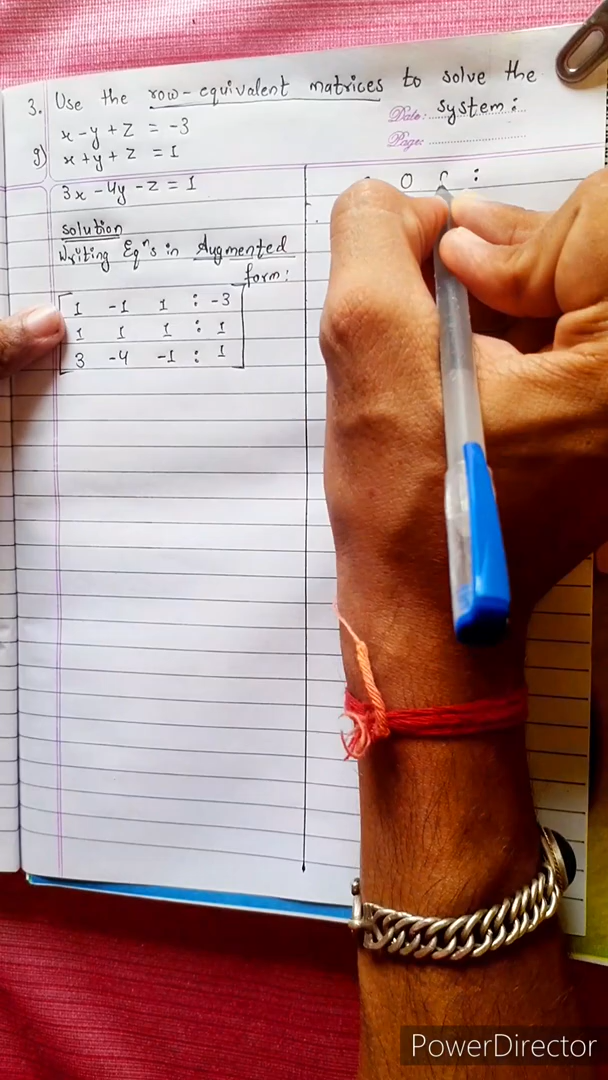 3. Use the row-equivalent matrices to solve the
system:
Date:
Page:
g) x - y + z = -3
x + y + z = 1
3x - 4y - z = 1
0 :
solution
Writing Eqⁿs in Augmented
form:
1 -1 1 : -3
1 1 1 : 1
3 -4 -1 : 1
PowerDirector